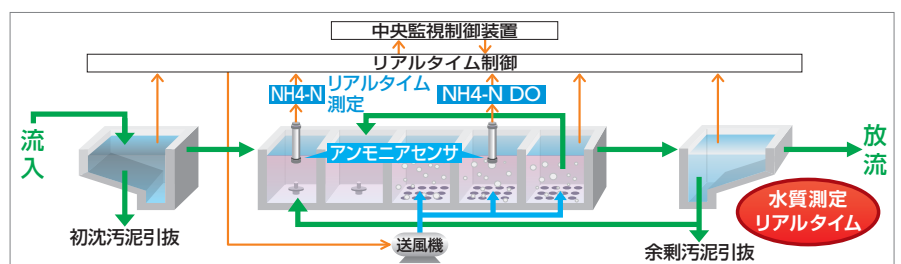 中央監視制御装置
リアルタイム制御
NH4-N
リアルタイム
測定
NH4-N DO
流入
アンモニアセンサ
放流
水質測定
リアルタイム
初沈汚泥引抜
送風機
余剰汚泥引抜